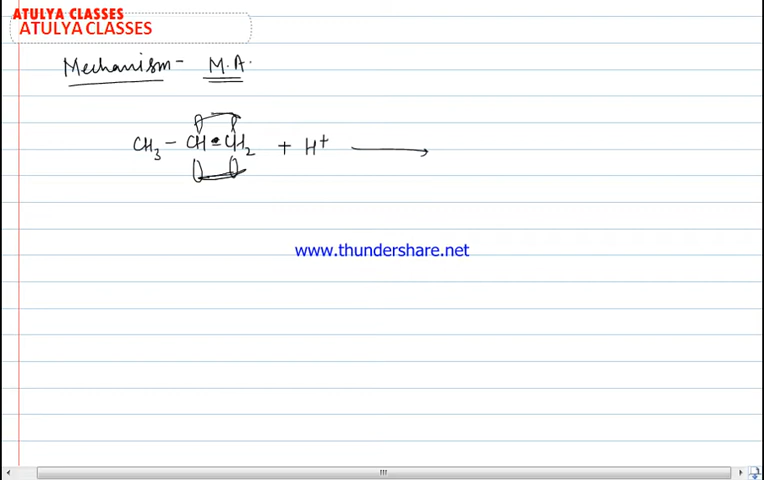 ATULYA CLASSES
ATULYA CLASSES
Mechanism - M.A.
CH3 - CH = CH2 + H+ →
www.thundershare.net